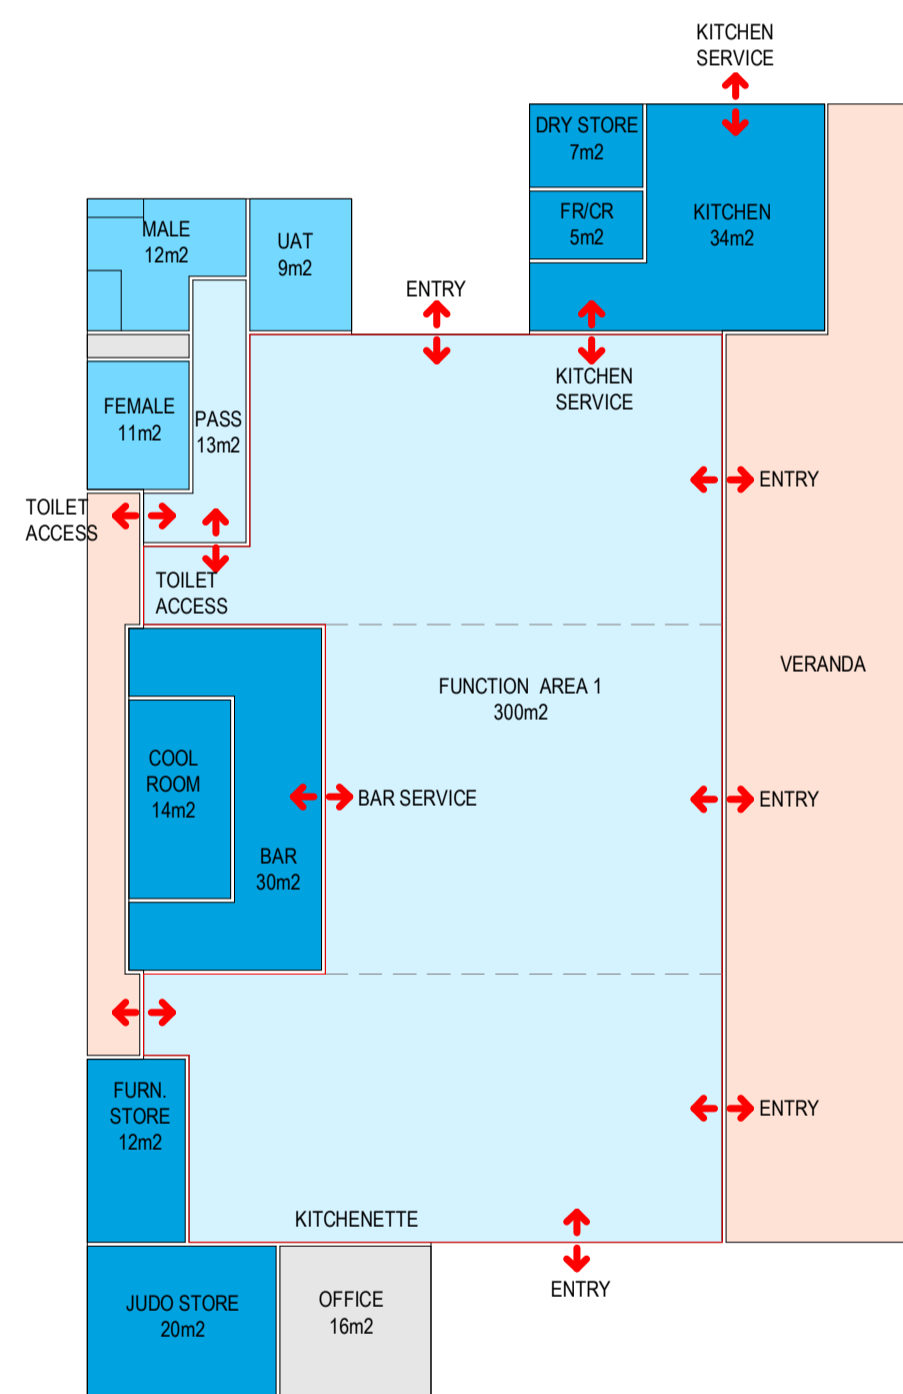 KITCHEN
SERVICE
DRY STORE
7m2
FR/CR
5m2
KITCHEN
34m2
MALE
12m2
UAT
9m2
ENTRY
KITCHEN
SERVICE
FEMALE
11m2
PASS
13m2
ENTRY
TOILET
ACCESS
TOILET
ACCESS
VERANDA
FUNCTION AREA 1
300m2
COOL
ROOM
14m2
BAR SERVICE
ENTRY
BAR
30m2
FURN.
STORE
12m2
ENTRY
KITCHENETTE
ENTRY
JUDO STORE
20m2
OFFICE
16m2